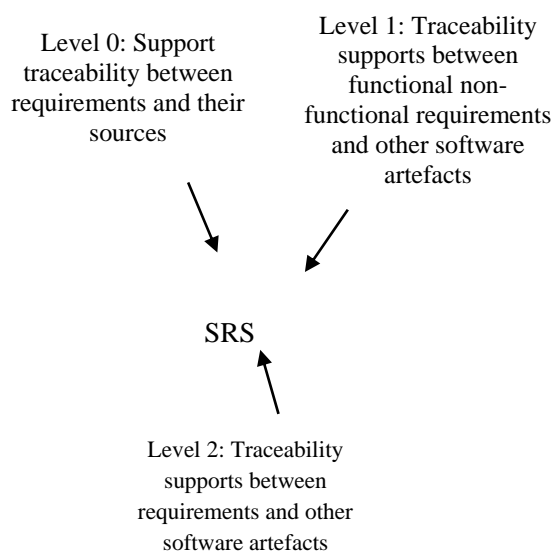 Level 0: Support
traceability between
requirements and their
sources
Level 1: Traceability
supports between
functional non-
functional requirements
and other software
artefacts
SRS
Level 2: Traceability
supports between
requirements and other
software artefacts